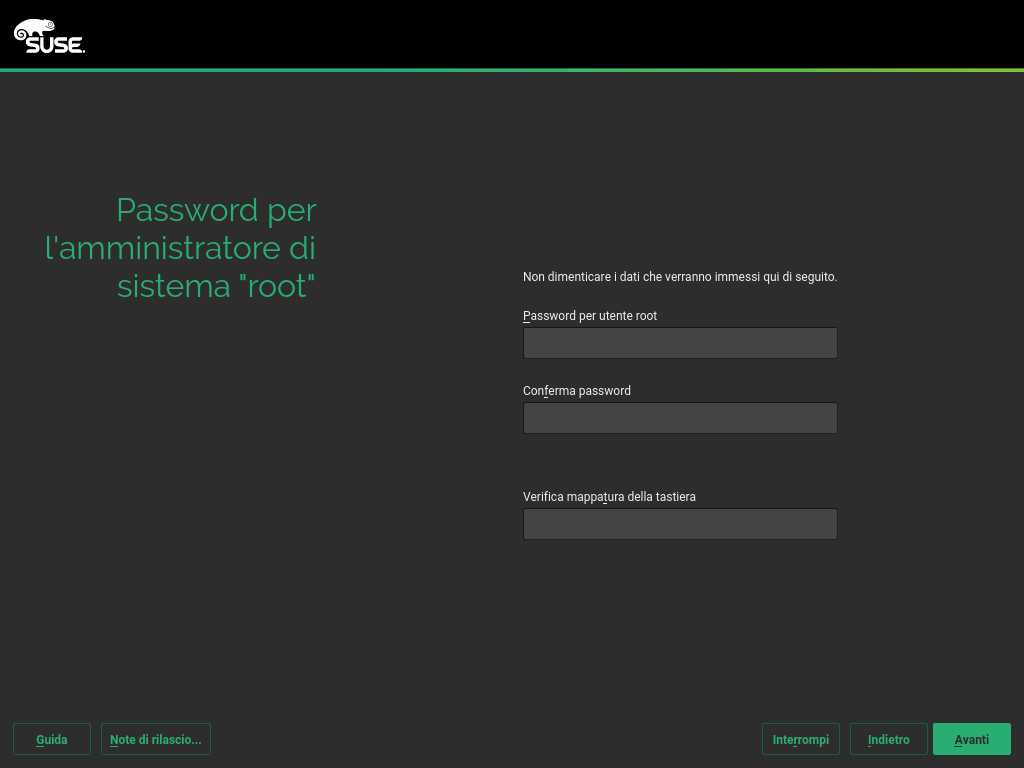 SUSE.
Password per
l'amministratore di
sistema "root"
Non dimenticare i dati che verranno immessi qui di seguito.
Password per utente root
Conferma password
Verifica mappatura della tastiera
Guida
Note di rilascio...
Interrompi
Indietro
Avanti